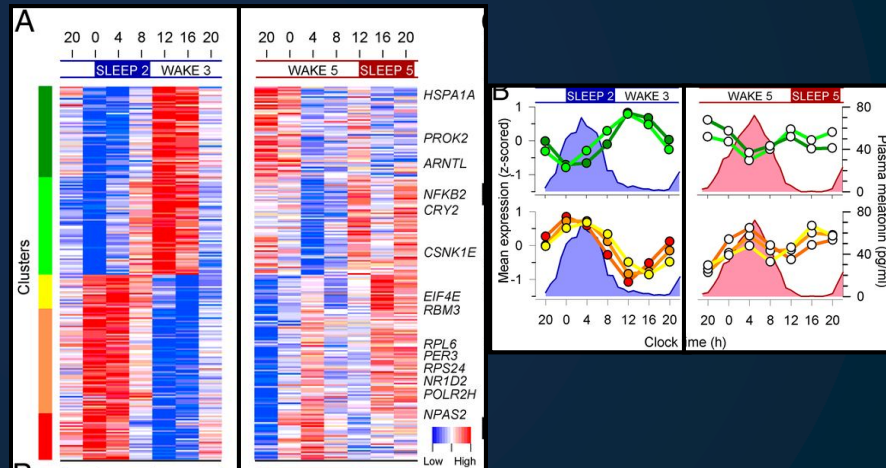 A
20 0 4 8 12 16 20
20 0 4 8 12 16 20
SLEEP 2 WAKE 3
WAKE 5 SLEEP 5
Clusters
HSPA1A
PROK2
ARNTL
NFKB2
CRY2
CSNK1E
EIF4E
RBM3
RPL6
PER3
RPS24
NR1D2
POLR2H
NPAS2
Low High
SLEEP 2 WAKE 3
WAKE 5 SLEEP 5
Mean expression (z-scored)
1
0
-1
1
0
-1
80
40
0
80
40
0
Plasma melatonin (pg/ml)
20 0 4 8 12 16 20
20 0 4 8 12 16 20
Clock me (h)